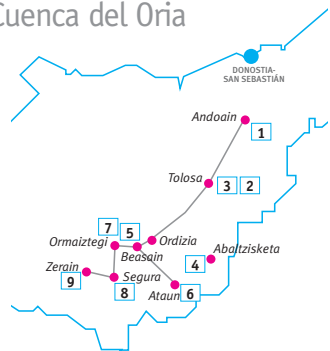 Cuenca del Oria
DONOSTIA-
SAN SEBASTIÁN
Andoain
1
Tolosa
3 2
7 5
Ormaiztegi
Ordizia
Beasain
Abaltzisketa
4
Zerain
9
Segura
8
Ataun
6